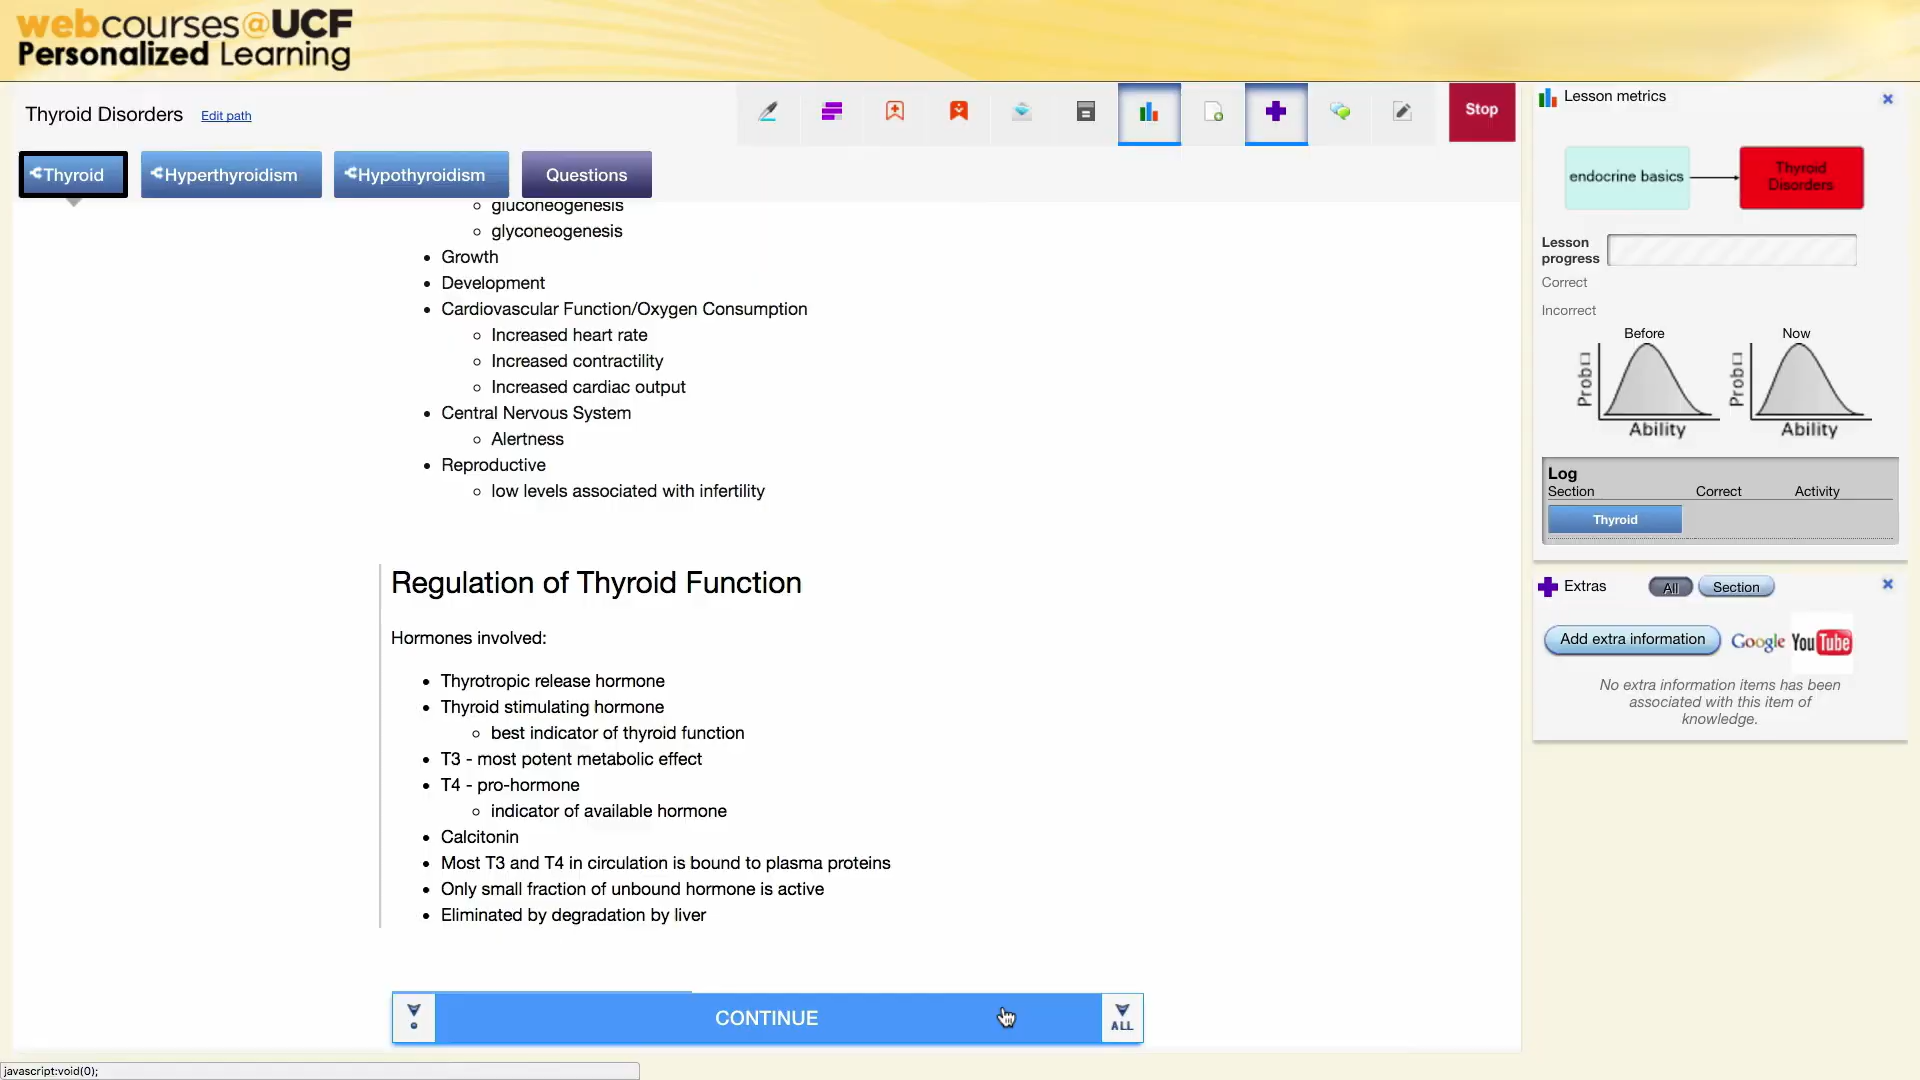 webcourses@UCF
Personalized Learning
Thyroid Disorders Edit path
Stop
Thyroid Hyperthyroidism Hypothyroidism Questions
gluconeogenesis
glyconeogenesis
Growth
Development
Cardiovascular Function/Oxygen Consumption
Increased heart rate
Increased contractility
Increased cardiac output
Central Nervous System
Alertness
Reproductive
low levels associated with infertility
Regulation of Thyroid Function
Hormones involved:
Thyrotropic release hormone
Thyroid stimulating hormone
best indicator of thyroid function
T3 - most potent metabolic effect
T4 - pro-hormone
indicator of available hormone
Calcitonin
Most T3 and T4 in circulation is bound to plasma proteins
Only small fraction of unbound hormone is active
Eliminated by degradation by liver
CONTINUE
ALL
Lesson metrics
endocrine basics
Thyroid
Disorders
Lesson
progress
Correct
Incorrect
Before Now
Prob Prob
Ability Ability
Log
Section Correct Activity
Thyroid
Extras All Section
Add extra information Google YouTube
No extra information items has been
associated with this item of
knowledge.
javascript:void(0);